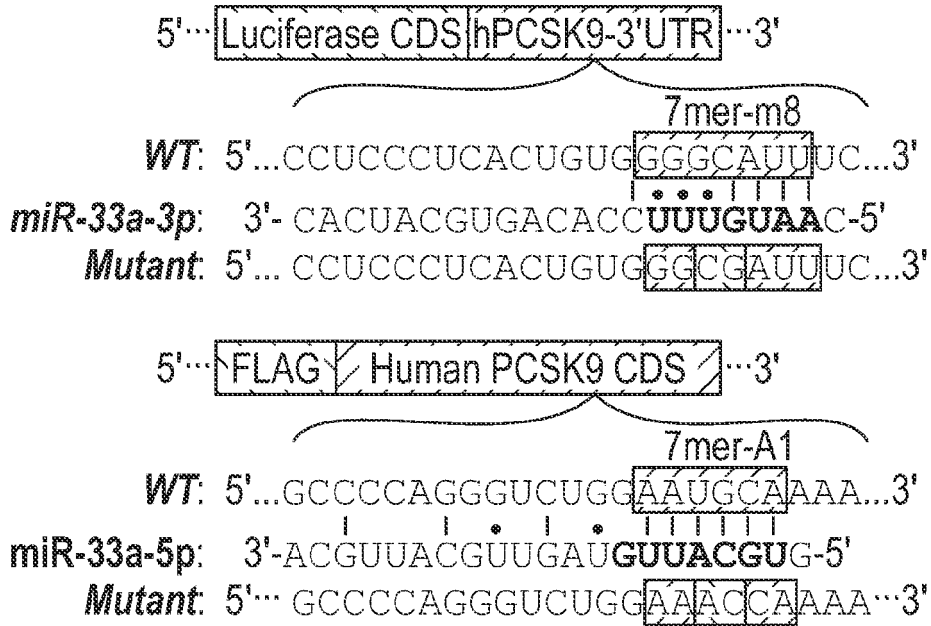 5'...Luciferase CDS hPCSK9-3'UTR...3'
7mer-m8
WT: 5'...CCUCCCUCACUGUGGGGCAUUUC...3'
miR-33a-3p: 3'- CACUACGUGACACCUUUGUAAC-5'
Mutant: 5'...CCUCCCUCACUGUGGGCGAUUUC...3'
5'...FLAG Human PCSK9 CDS...3'
7mer-A1
WT: 5'...GCCCCAGGGUCUGGAAUGCAAAA...3'
miR-33a-5p: 3'-ACGUUACGUUGAUGUUACGUG-5'
Mutant: 5'...GCCCCAGGGUCUGGAAACCAAAA...3'